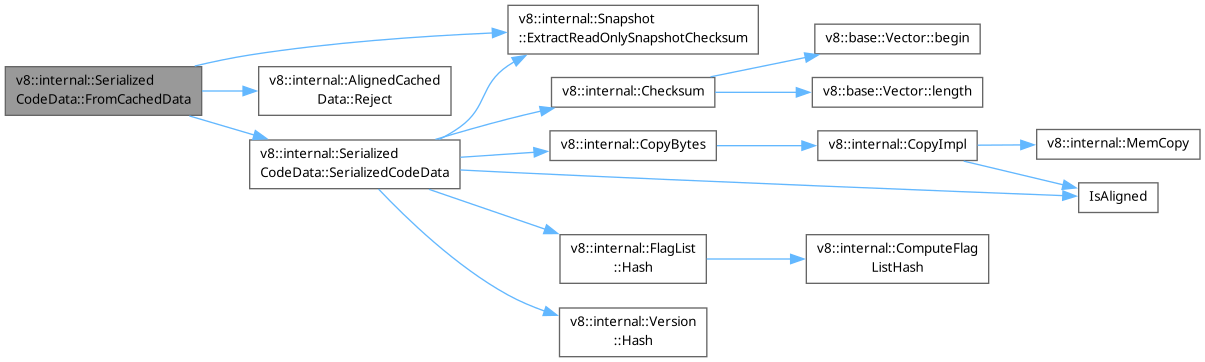 v8::internal::Serialized
CodeData::FromCachedData
v8::internal::Snapshot
::ExtractReadOnlySnapshotChecksum
v8::internal::AlignedCached
Data::Reject
v8::internal::Serialized
CodeData::SerializedCodeData
v8::internal::Checksum
v8::base::Vector::begin
v8::base::Vector::length
v8::internal::CopyBytes
v8::internal::CopyImpl
v8::internal::MemCopy
IsAligned
v8::internal::FlagList
::Hash
v8::internal::ComputeFlag
ListHash
v8::internal::Version
::Hash